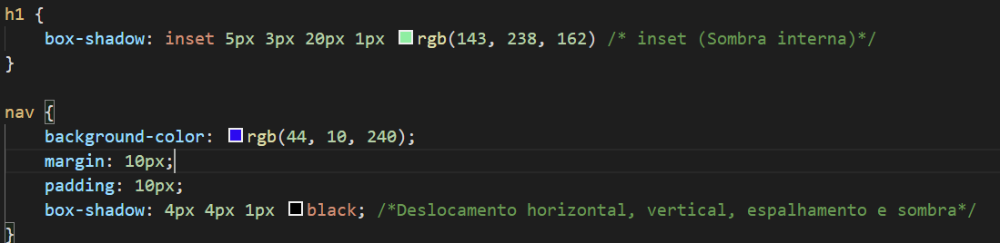 h1 {
box-shadow: inset 5px 3px 20px 1px rgb(143, 238, 162) /* inset (Sombra interna)*/
}
nav {
background-color: rgb(44, 10, 240);
margin: 10px;
padding: 10px;
box-shadow: 4px 4px 1px black; /*Deslocamento horizontal, vertical, espalhamento e sombra*/
}